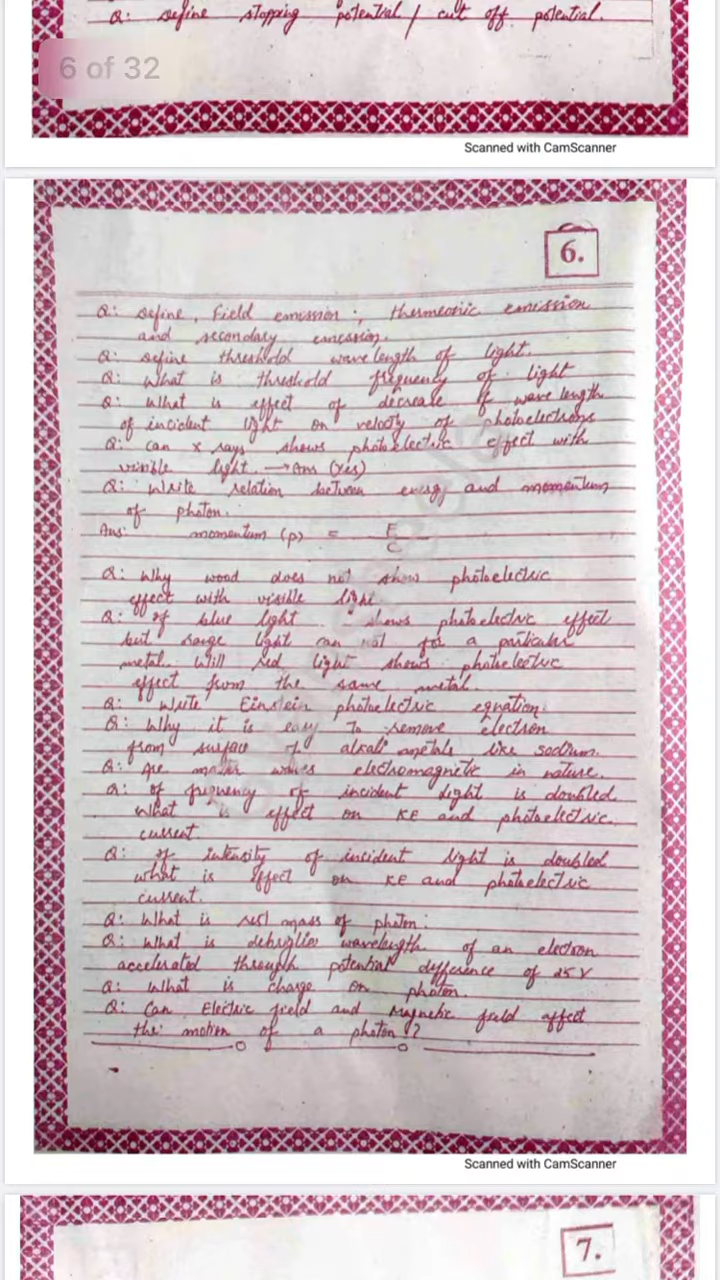 Q: Define stopping potential / cut off potential.
6 of 32
Scanned with CamScanner
6.
Q: Define, Field emission; thermeonic emission
and secondary emession.
Q: Define threshold wave length of light.
Q: What is threshold frequency of light
Q: What is effect of decrease of wave length
of incident light on velocity of photoelectrons
Q: Can x rays shows photoelectric effect with
visible light. → Ans (Yes)
Q: Write relation between energy and momentum
of photon.
Ans: momentum (p) = E/C
Q: Why wood does not show photoelectric
effect with visible light
Q: If blue light shows photoelectric effect
but range light can not for a particular
metal. Will red light shows photoelectric
effect from the same metal.
Q: Write Einstein photoelectric equation.
Q: Why it is easy To remove electron
from surface of alkali metals like sodium.
Q: Are matter waves electromagnetic in nature.
Q: If frequency of incident light is doubled
what is effect on KE and photoelectric
current
Q: If intensity of incident light is doubled
what is effect on KE and photoelectric
current.
Q: What is rest mass of photon:
Q: What is wavelength of an electron
accelerated through potential difference of 25 V
Q: What is charge on photon.
Q: Can Electric field and Magnetic field affect
the motion of a photon?
Scanned with CamScanner
7.